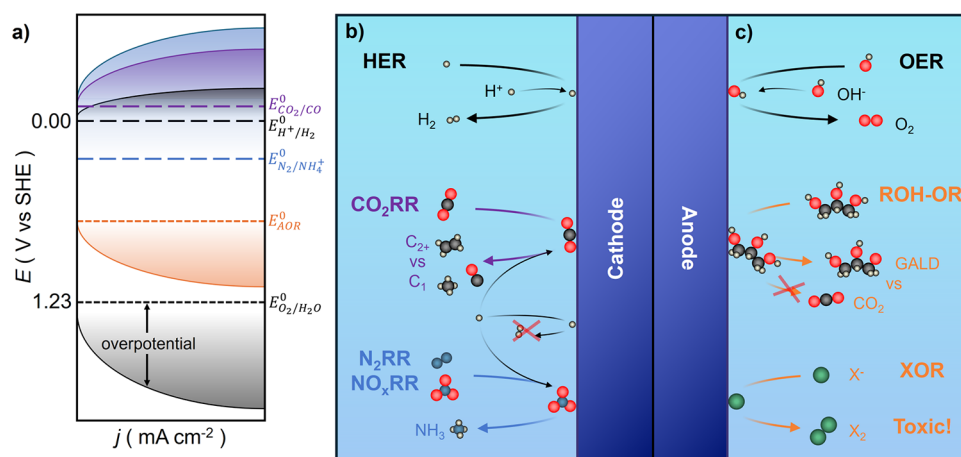 a)
E⁰CO₂/CO
0.00
E⁰H⁺/H₂
E⁰N₂/NH₄⁺
E⁰AOR
1.23
E⁰O₂/H₂O
overpotential
E ( V vs SHE)
j ( mA cm⁻²)
b)
HER
H⁺
H₂
CO₂RR
C₂₊
vs
C₁
N₂RR
NOₓRR
NH₃
Cathode
Anode
c)
OER
OH⁻
O₂
ROH-OR
GALD
vs
CO₂
XOR
X⁻
X₂
Toxic!